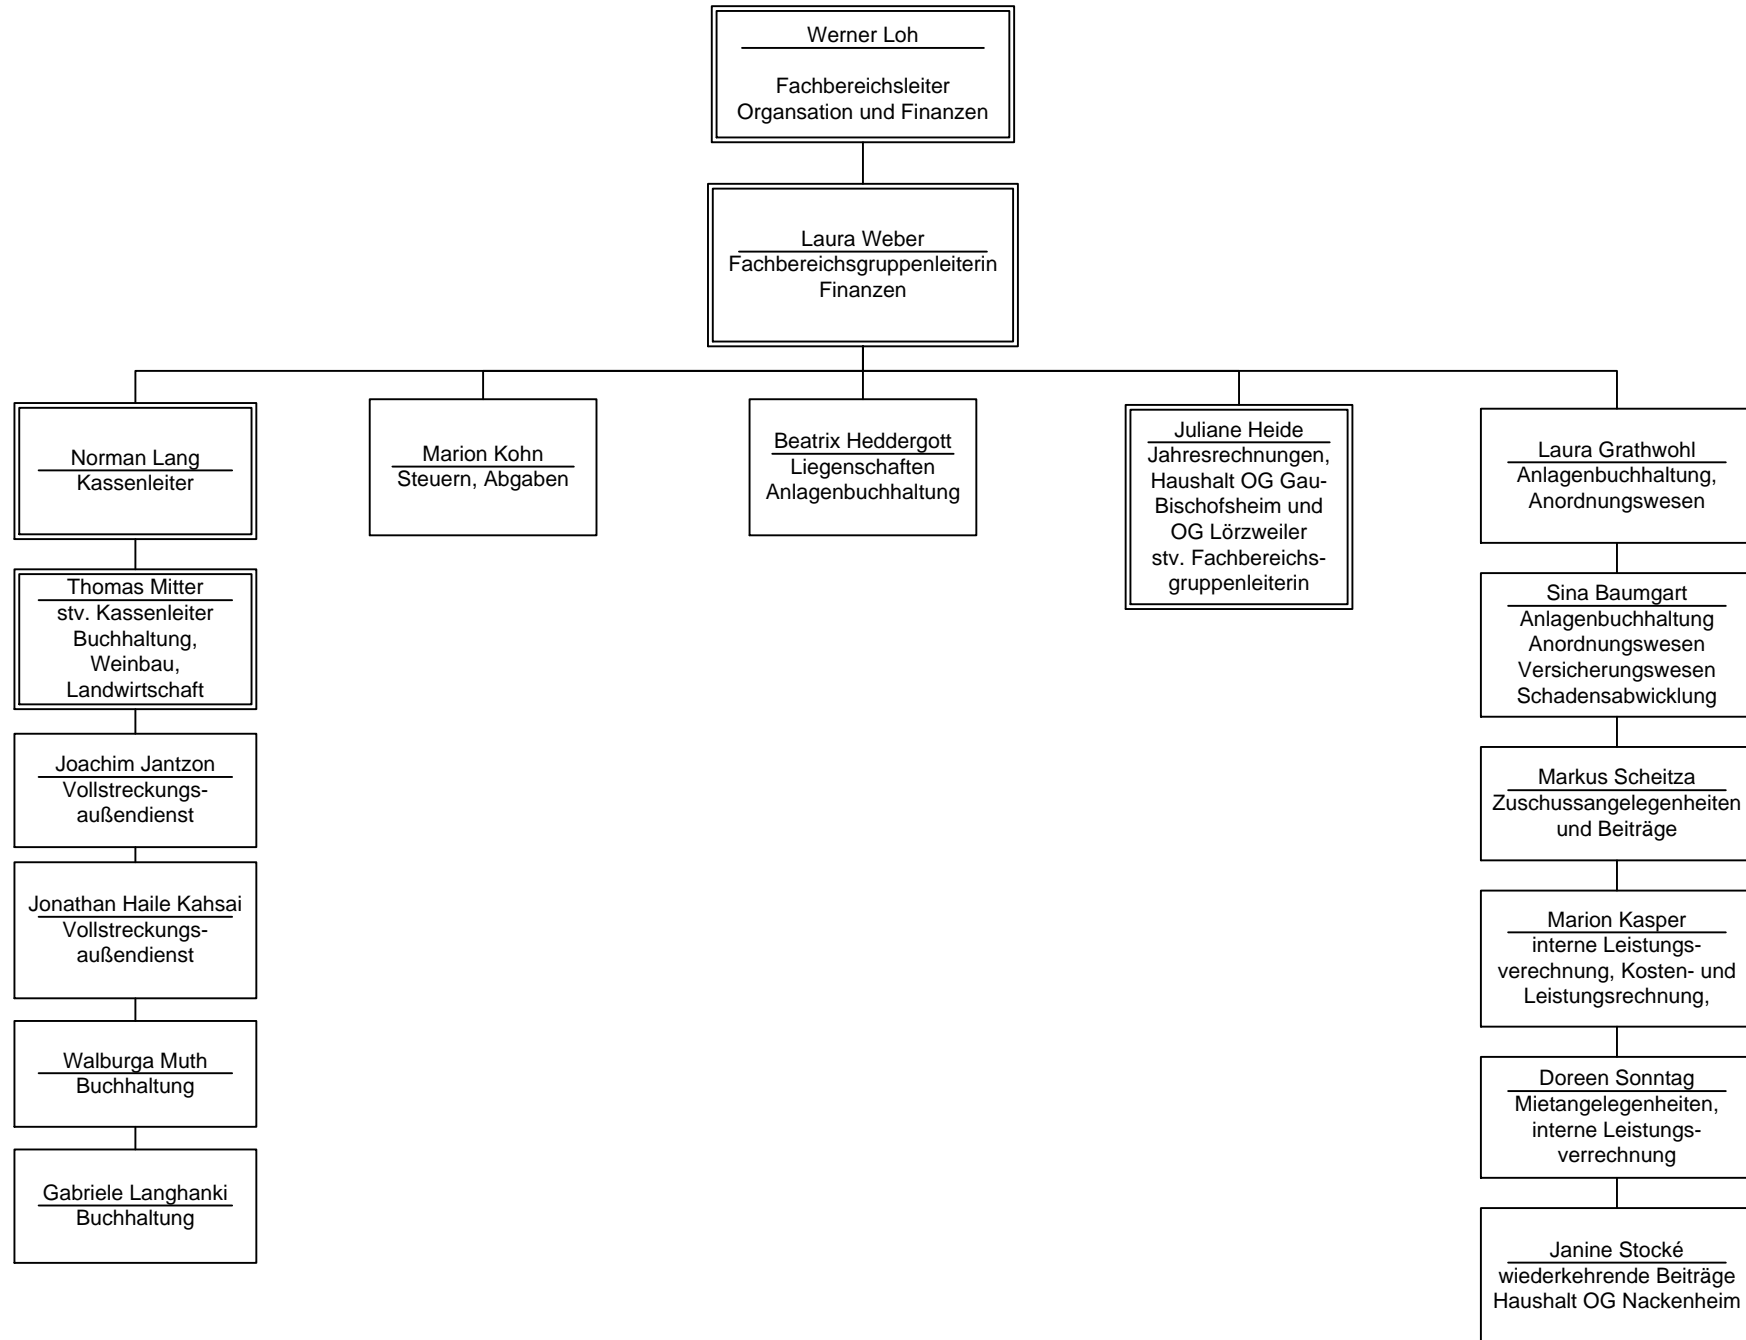 Werner Loh
Fachbereichsleiter
Organsation und Finanzen
Laura Weber
Fachbereichsgruppenleiterin
Finanzen
Norman Lang
Kassenleiter
Thomas Mitter
stv. Kassenleiter
Buchhaltung,
Weinbau,
Landwirtschaft
Joachim Jantzon
Vollstreckungs-
außendienst
Jonathan Haile Kahsai
Vollstreckungs-
außendienst
Walburga Muth
Buchhaltung
Gabriele Langhanki
Buchhaltung
Marion Kohn
Steuern, Abgaben
Beatrix Heddergott
Liegenschaften
Anlagenbuchhaltung
Juliane Heide
Jahresrechnungen,
Haushalt OG Gau-
Bischofsheim und
OG Lörzweiler
stv. Fachbereichs-
gruppenleiterin
Laura Grathwohl
Anlagenbuchhaltung,
Anordnungswesen
Sina Baumgart
Anlagenbuchhaltung
Anordnungswesen
Versicherungswesen
Schadensabwicklung
Markus Scheitza
Zuschussangelegenheiten
und Beiträge
Marion Kasper
interne Leistungs-
verechnung, Kosten- und
Leistungsrechnung,
Doreen Sonntag
Mietangelegenheiten,
interne Leistungs-
verrechnung
Janine Stocké
wiederkehrende Beiträge
Haushalt OG Nackenheim